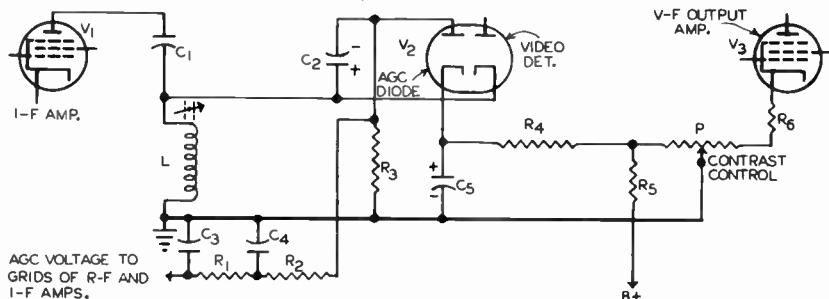 V1
I-F AMP.
C1
L
C2
-
+
V2
AGC
DIODE
VIDEO
DET.
V-F OUTPUT
AMP.
V3
R6
R4
P
CONTRAST
CONTROL
R3
+
-
C5
R5
C3
C4
R1
R2
AGC VOLTAGE TO
GRIDS OF R-F AND
I-F AMPS.
B+